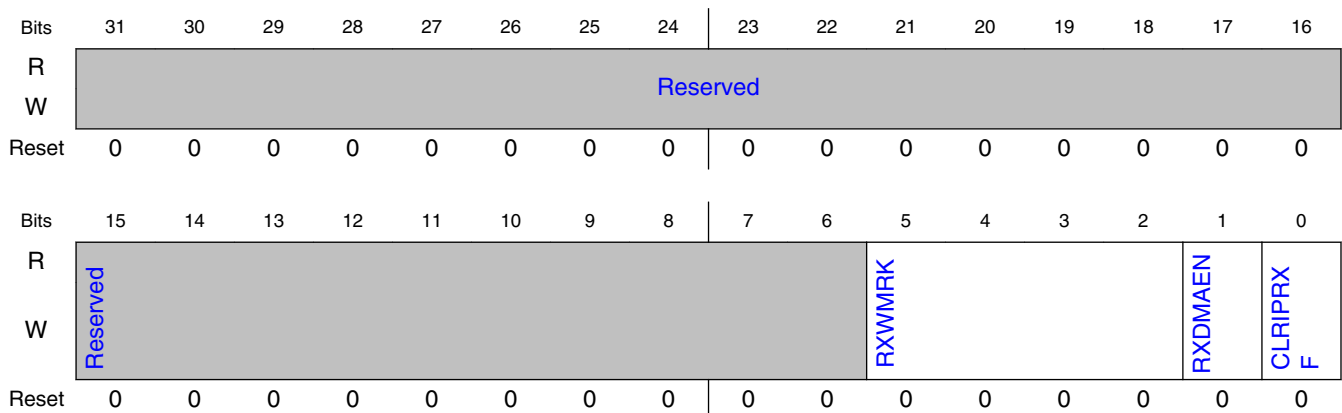 Bits 31 30 29 28 27 26 25 24 23 22 21 20 19 18 17 16
R
Reserved
W
Reset 0 0 0 0 0 0 0 0 0 0 0 0 0 0 0 0
Bits 15 14 13 12 11 10 9 8 7 6 5 4 3 2 1 0
R
W
Reserved
RXWMRK
RXDMAEN
CLRIPRX
F
Reset 0 0 0 0 0 0 0 0 0 0 0 0 0 0 0 0